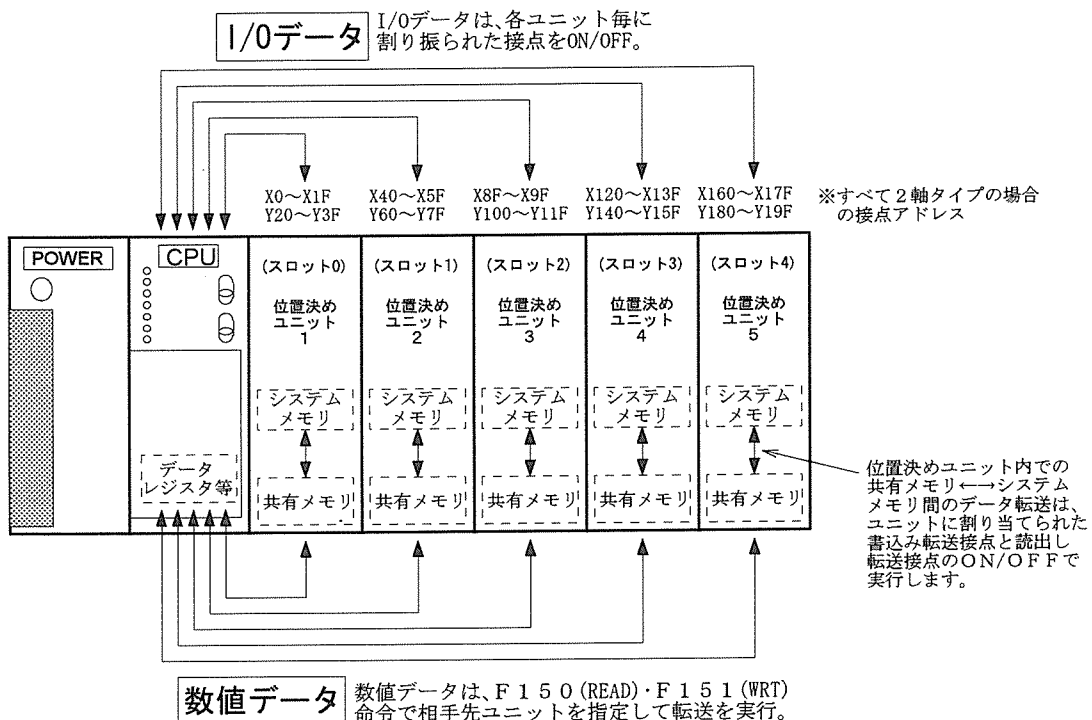 I/Oデータ
I/Oデータは、各ユニット毎に
割り振られた接点をON/OFF。
X0～X1F
Y20～Y3F
X40～X5F
Y60～Y7F
X8F～X9F
Y100～Y11F
X120～X13F
Y140～Y15F
X160～X17F
Y180～Y19F
※すべて2軸タイプの場合
の接点アドレス
POWER
CPU
データ
レジスタ等
(スロット0)
位置決め
ユニット
1
システム
メモリ
共有メモリ
(スロット1)
位置決め
ユニット
2
システム
メモリ
共有メモリ
(スロット2)
位置決め
ユニット
3
システム
メモリ
共有メモリ
(スロット3)
位置決め
ユニット
4
システム
メモリ
共有メモリ
(スロット4)
位置決め
ユニット
5
システム
メモリ
共有メモリ
位置決めユニット内での
共有メモリ←→システム
メモリ間のデータ転送は、
ユニットに割り当てられた
書込み転送接点と読出し
転送接点のON/OFFで
実行します。
数値データ
数値データは、F150(READ)・F151(WRT)
命令で相手先ユニットを指定して転送を実行。